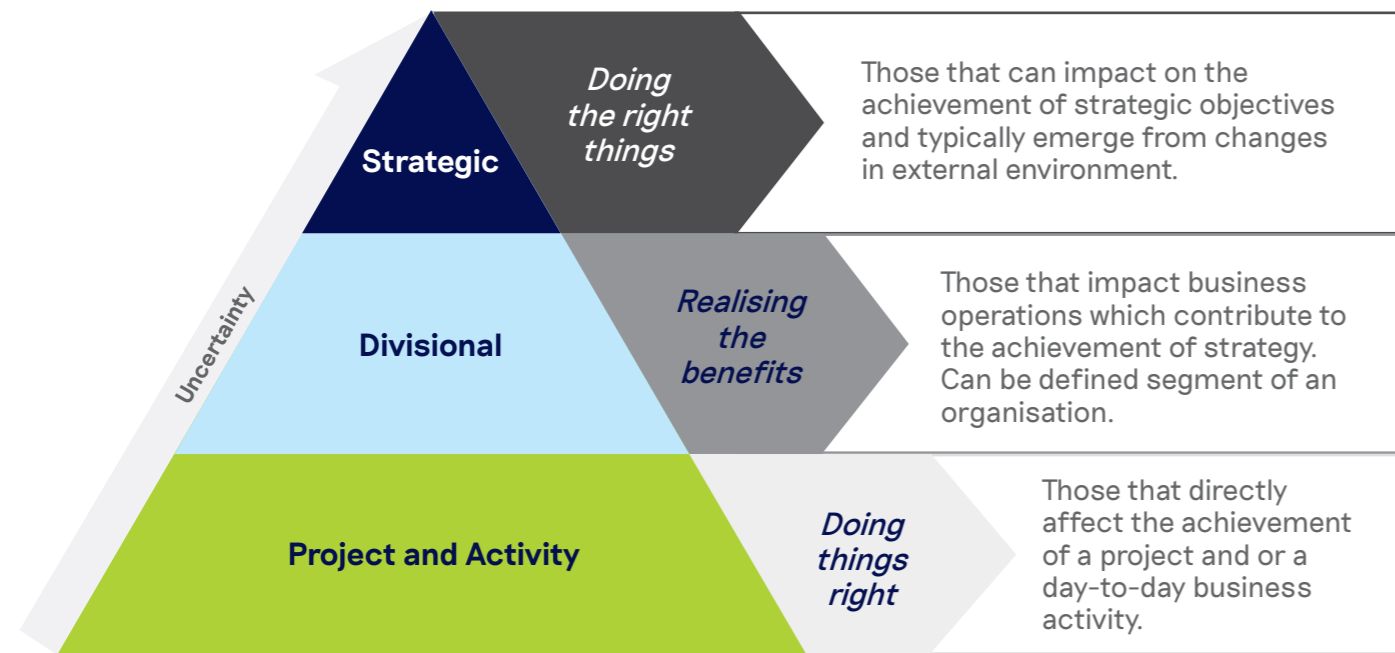 Doing
the right
things
Strategic
Those that can impact on the
achievement of strategic objectives
and typically emerge from changes
in external environment.
Uncertainty
Divisional
Realising
the
benefits
Those that impact business
operations which contribute to
the achievement of strategy.
Can be defined segment of an
organisation.
Project and Activity
Doing
things
right
Those that directly
affect the achievement
of a project and or a
day-to-day business
activity.